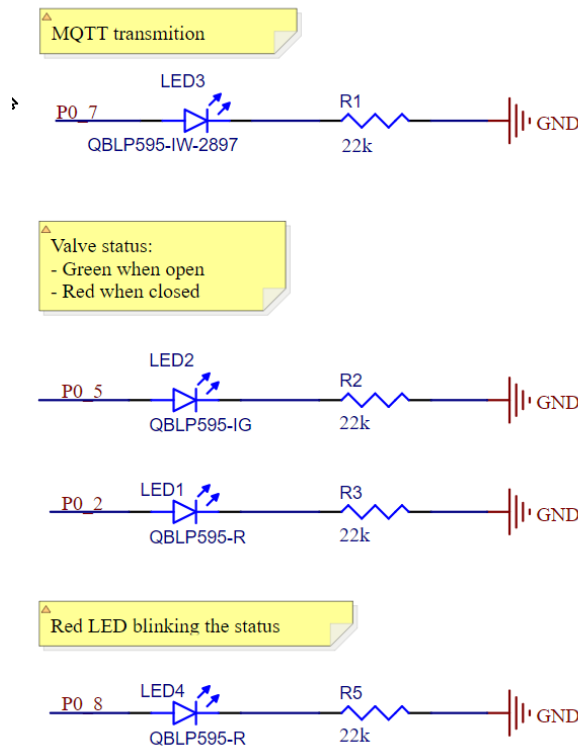 MQTT transmition
LED3
R1
P0_7
GND
QBLP595-IW-2897
22k
Valve status:
- Green when open
- Red when closed
LED2
R2
P0_5
GND
QBLP595-IG
22k
LED1
R3
P0_2
GND
QBLP595-R
22k
Red LED blinking the status
LED4
R5
P0_8
GND
QBLP595-R
22k